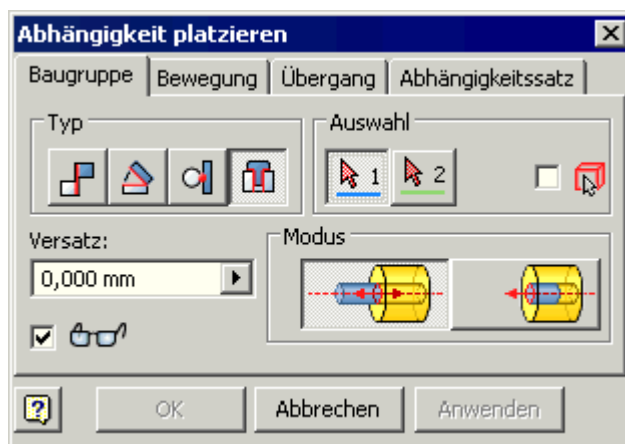 Abhängigkeit platzieren
Baugruppe Bewegung Übergang Abhängigkeitssatz
Typ Auswahl
1 2
Versatz: Modus
0,000 mm
? OK Abbrechen Anwenden